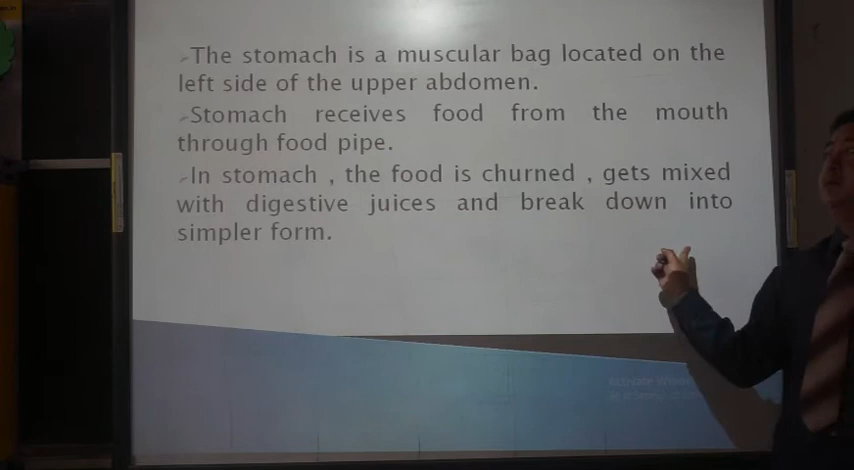 The stomach is a muscular bag located on the
left side of the upper abdomen.
Stomach receives food from the mouth
through food pipe.
In stomach , the food is churned , gets mixed
with digestive juices and break down into
simpler form.
Activate